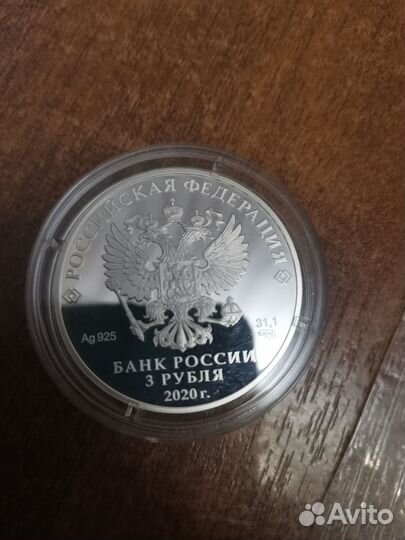 РОССИЙСКАЯ ФЕДЕРАЦИЯ
Ag 925
31,1
БАНК РОССИИ
3 РУБЛЯ
2020 г.
Avito